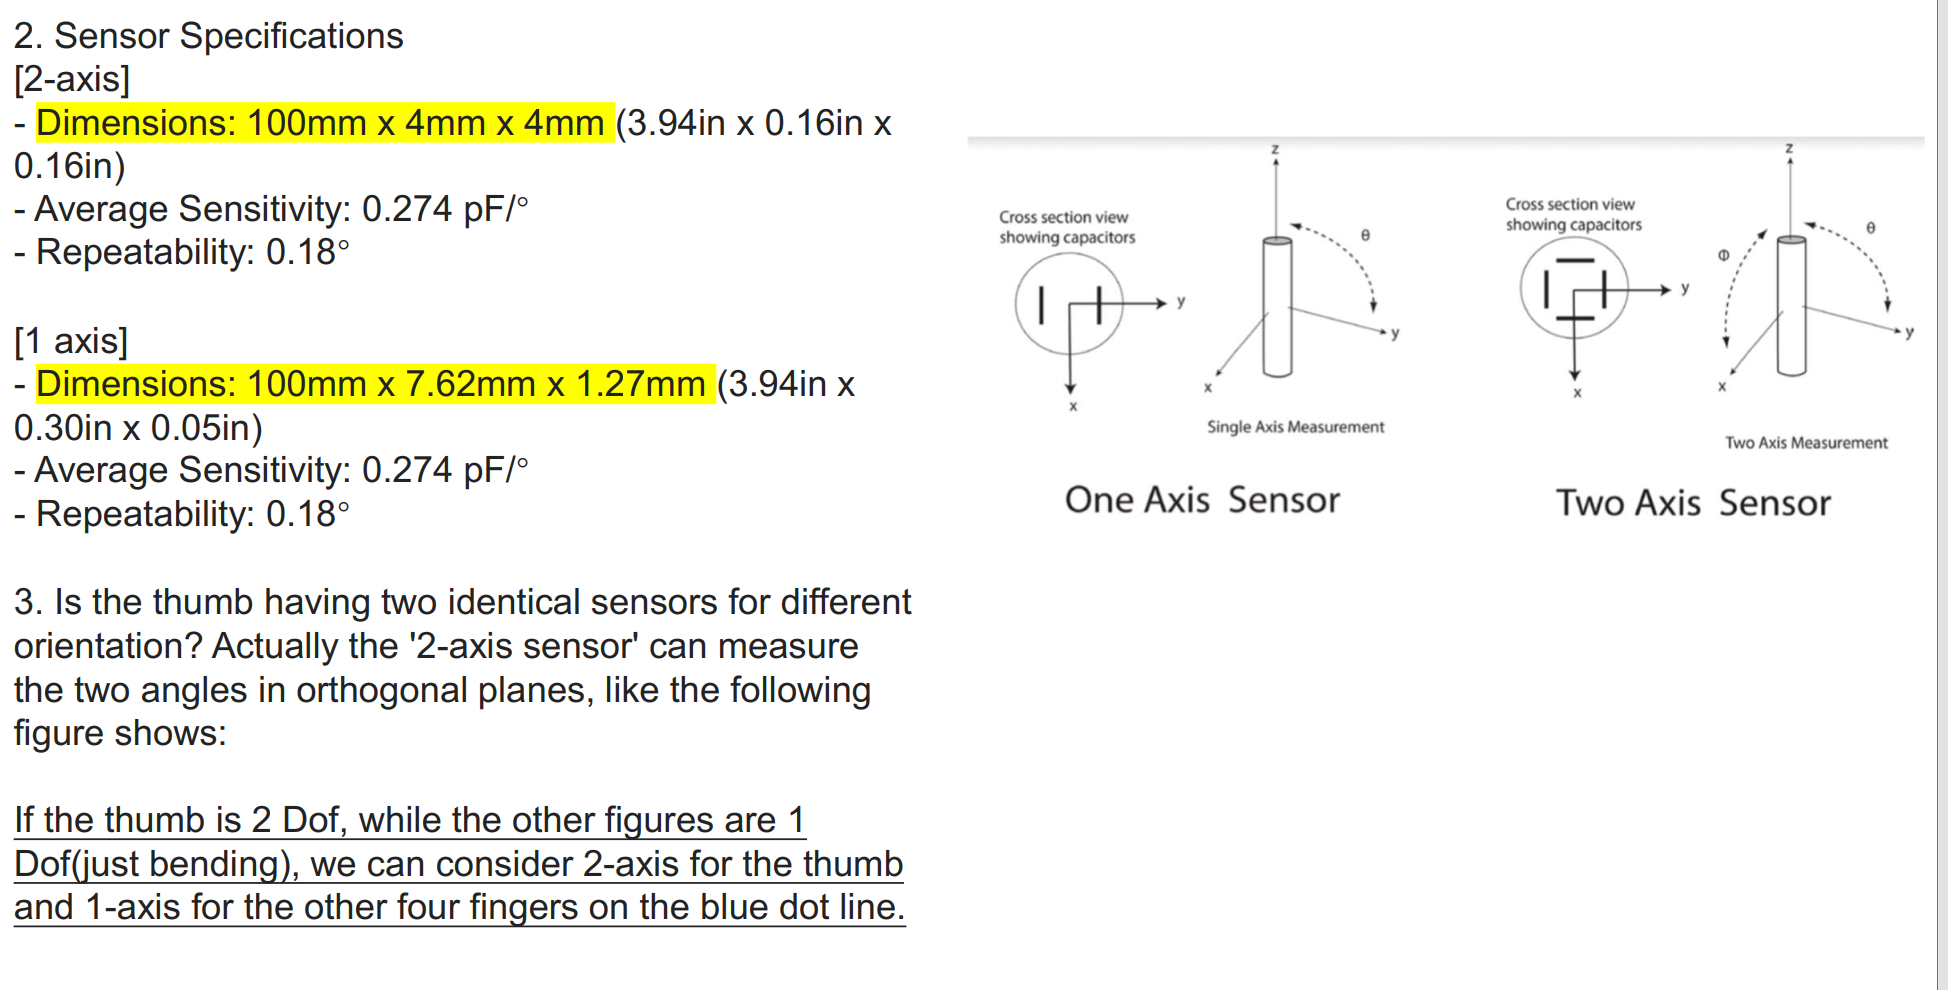 2. Sensor Specifications
[2-axis]
- Dimensions: 100mm x 4mm x 4mm (3.94in x 0.16in x
0.16in)
- Average Sensitivity: 0.274 pF/°
- Repeatability: 0.18°
[1 axis]
- Dimensions: 100mm x 7.62mm x 1.27mm (3.94in x
0.30in x 0.05in)
- Average Sensitivity: 0.274 pF/°
- Repeatability: 0.18°
3. Is the thumb having two identical sensors for different
orientation? Actually the '2-axis sensor' can measure
the two angles in orthogonal planes, like the following
figure shows:
If the thumb is 2 Dof, while the other figures are 1
Dof(just bending), we can consider 2-axis for the thumb
and 1-axis for the other four fingers on the blue dot line.
Cross section view
showing capacitors
y
x
z
θ
y
x
Single Axis Measurement
One Axis Sensor
Cross section view
showing capacitors
y
x
z
θ
Φ
y
x
Two Axis Measurement
Two Axis Sensor